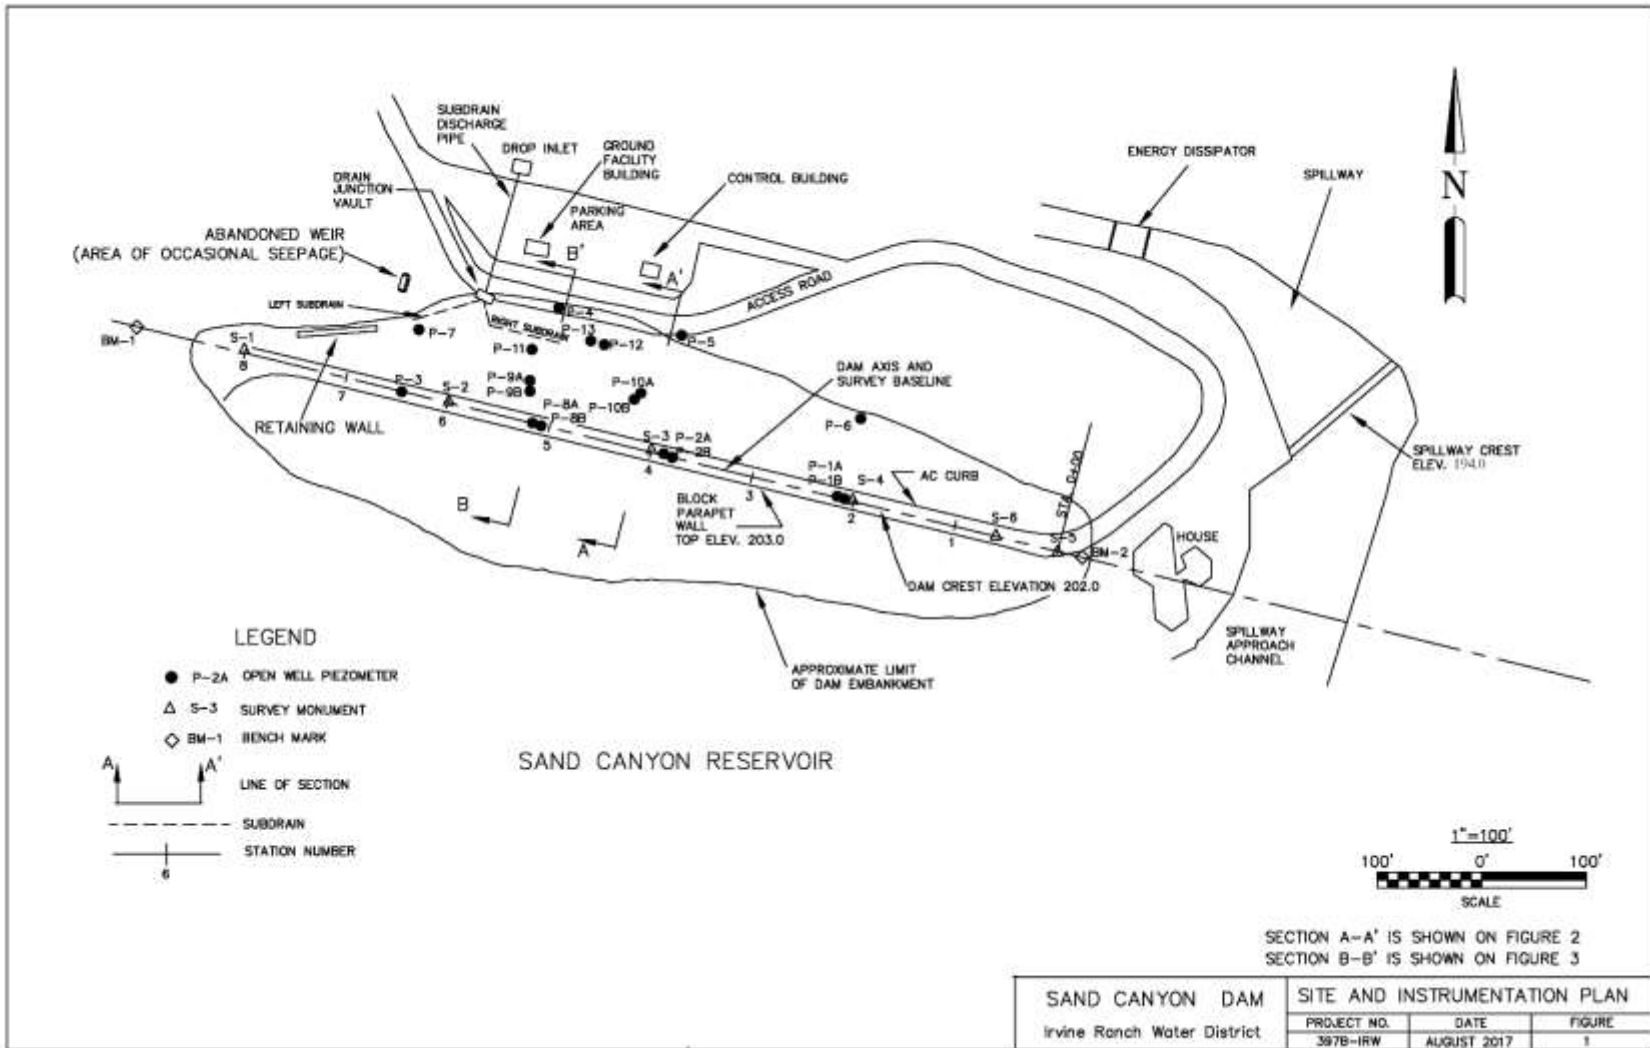 SUBDRAIN
DISCHARGE
PIPE
DROP INLET
GROUND
FACILITY
BUILDING
CONTROL BUILDING
ENERGY DISSIPATOR
SPILLWAY
N
DRAIN
JUNCTION
VAULT
PARKING
AREA
ABANDONED WEIR
(AREA OF OCCASIONAL SEEPAGE)
B'
A'
ACCESS ROAD
LEFT SUBDRAIN
RIGHT SUBDRAIN
BM-1
S-1
8
P-7
P-4
P-13
P-12
P-5
P-11
7
P-3
S-2
6
P-9A
P-9B
P-10A
P-10B
DAM AXIS AND
SURVEY BASELINE
RETAINING WALL
P-8A
P-8B
5
P-6
S-3
P-2A
P-2B
4
3
P-1A
P-1B
S-4
2
AC CURB
STA. 0+00
SPILLWAY CREST
ELEV. 194.0
B
A
BLOCK
PARAPET
WALL
TOP ELEV. 203.0
1
S-6
S-5
BM-2
HOUSE
DAM CREST ELEVATION 202.0
SPILLWAY
APPROACH
CHANNEL
APPROXIMATE LIMIT
OF DAM EMBANKMENT
LEGEND
P-2A OPEN WELL PIEZOMETER
S-3 SURVEY MONUMENT
BM-1 BENCH MARK
A A'
LINE OF SECTION
SUBDRAIN
STATION NUMBER
6
SAND CANYON RESERVOIR
1"=100'
100' 0' 100'
SCALE
SECTION A-A' IS SHOWN ON FIGURE 2
SECTION B-B' IS SHOWN ON FIGURE 3
SAND CANYON DAM
Irvine Ranch Water District
SITE AND INSTRUMENTATION PLAN
PROJECT NO. DATE FIGURE
397B-IRW AUGUST 2017 1